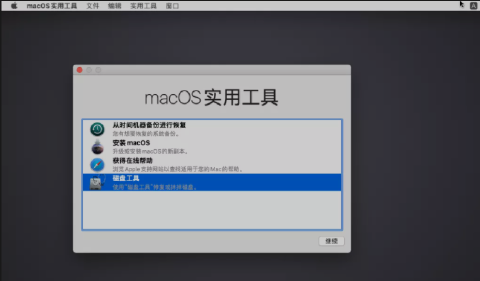 macOS 实用工具 文件 编辑 实用工具 窗口
macOS 实用工具
从时间机器备份进行恢复
您有想要恢复的系统备份。
安装 macOS
升级或安装 macOS 的新副本。
获得在线帮助
浏览 Apple 支持网站以查找适用于您的 Mac 的帮助。
磁盘工具
使用“磁盘工具”修复或抹掉磁盘。
继续